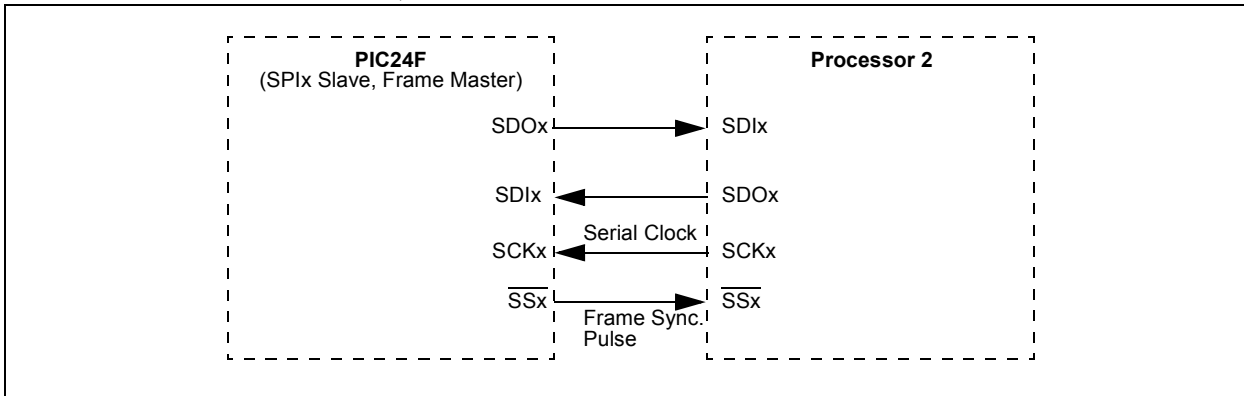 PIC24F
(SPIx Slave, Frame Master)
Processor 2
SDOx
SDIx
SDIx
SDOx
Serial Clock
SCKx
SCKx
SSx
SSx
Frame Sync.
Pulse